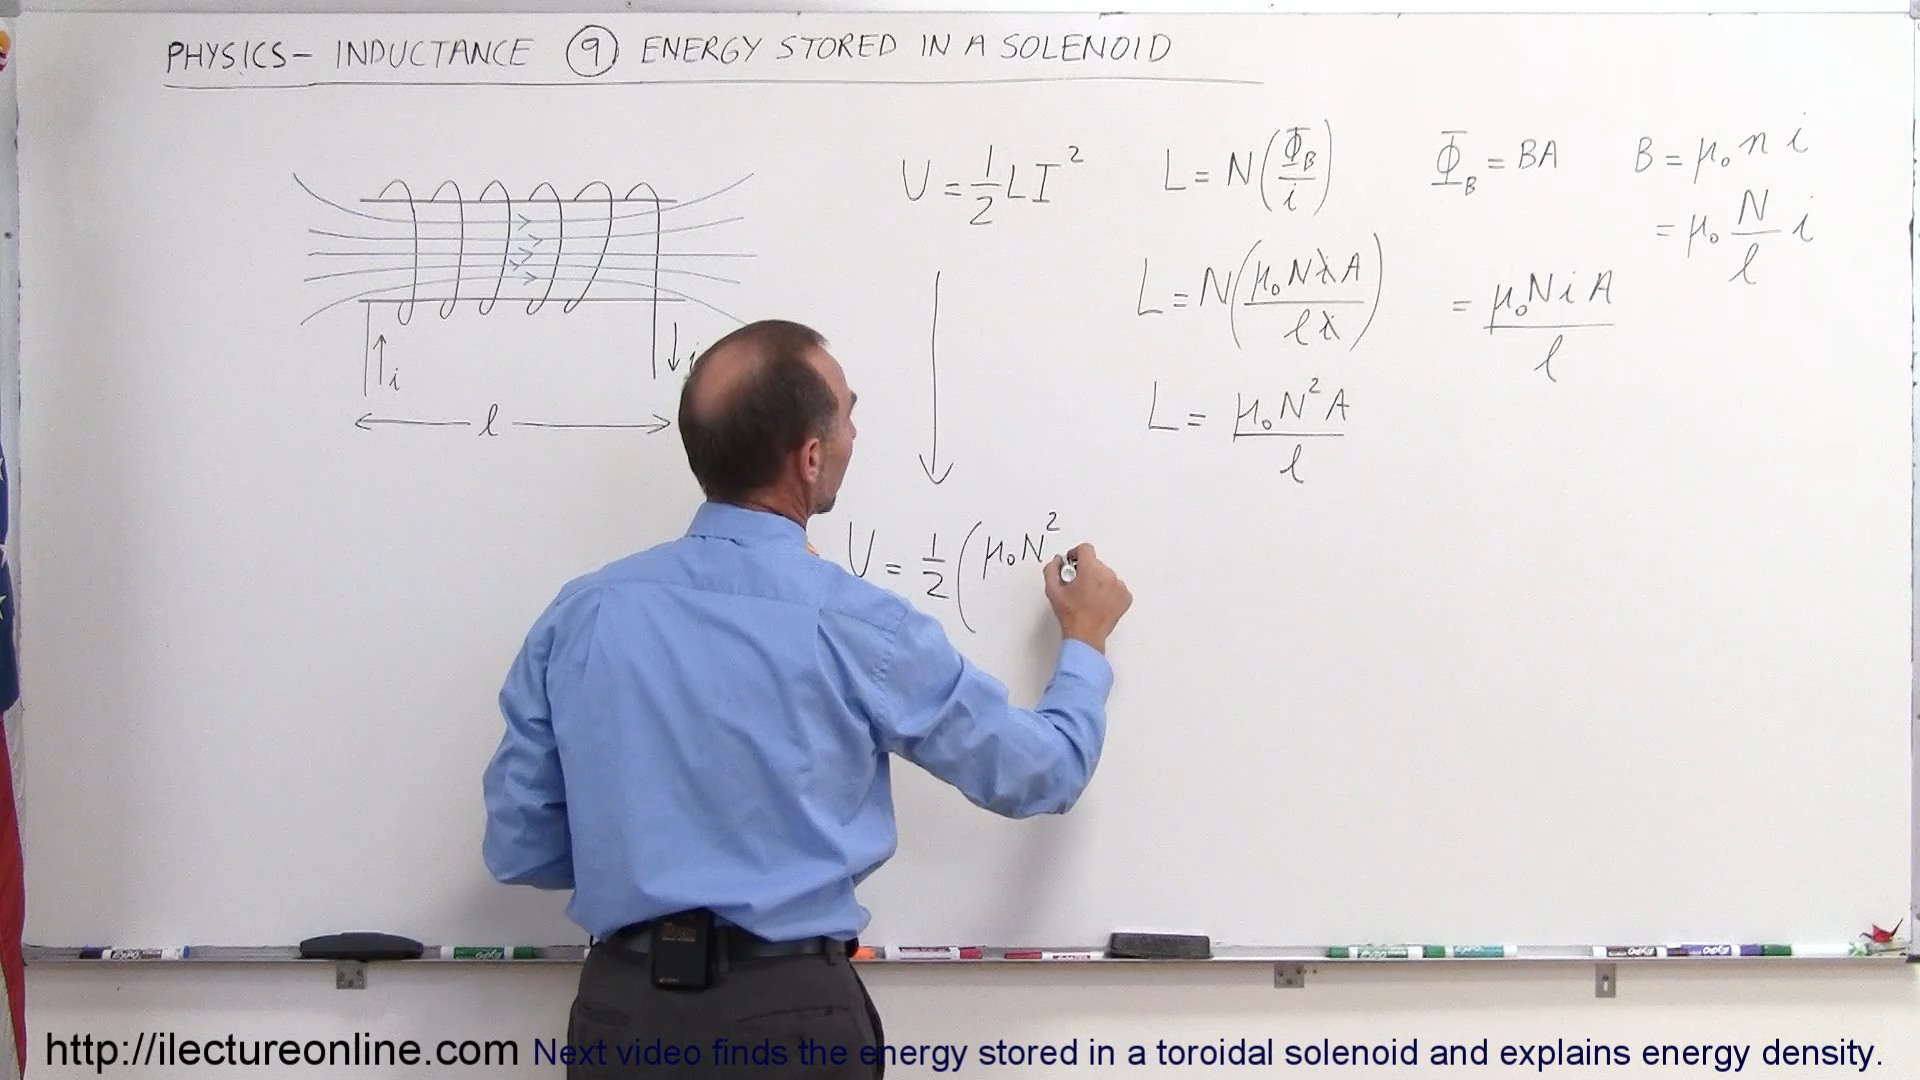 PHYSICS- INDUCTANCE ⑨ ENERGY STORED IN A SOLENOID
U = 1/2 LI²
L = N(Φ_B/i)
Φ_B = BA
B = μ₀ n i
= μ₀ N/l i
L = N(μ₀NiA/li)
= μ₀NiA/l
L = μ₀N²A/l
i
l
U = 1/2 (μ₀N²
EXPO
http://ilectureonline.com Next video finds the energy stored in a toroidal solenoid and explains energy density.